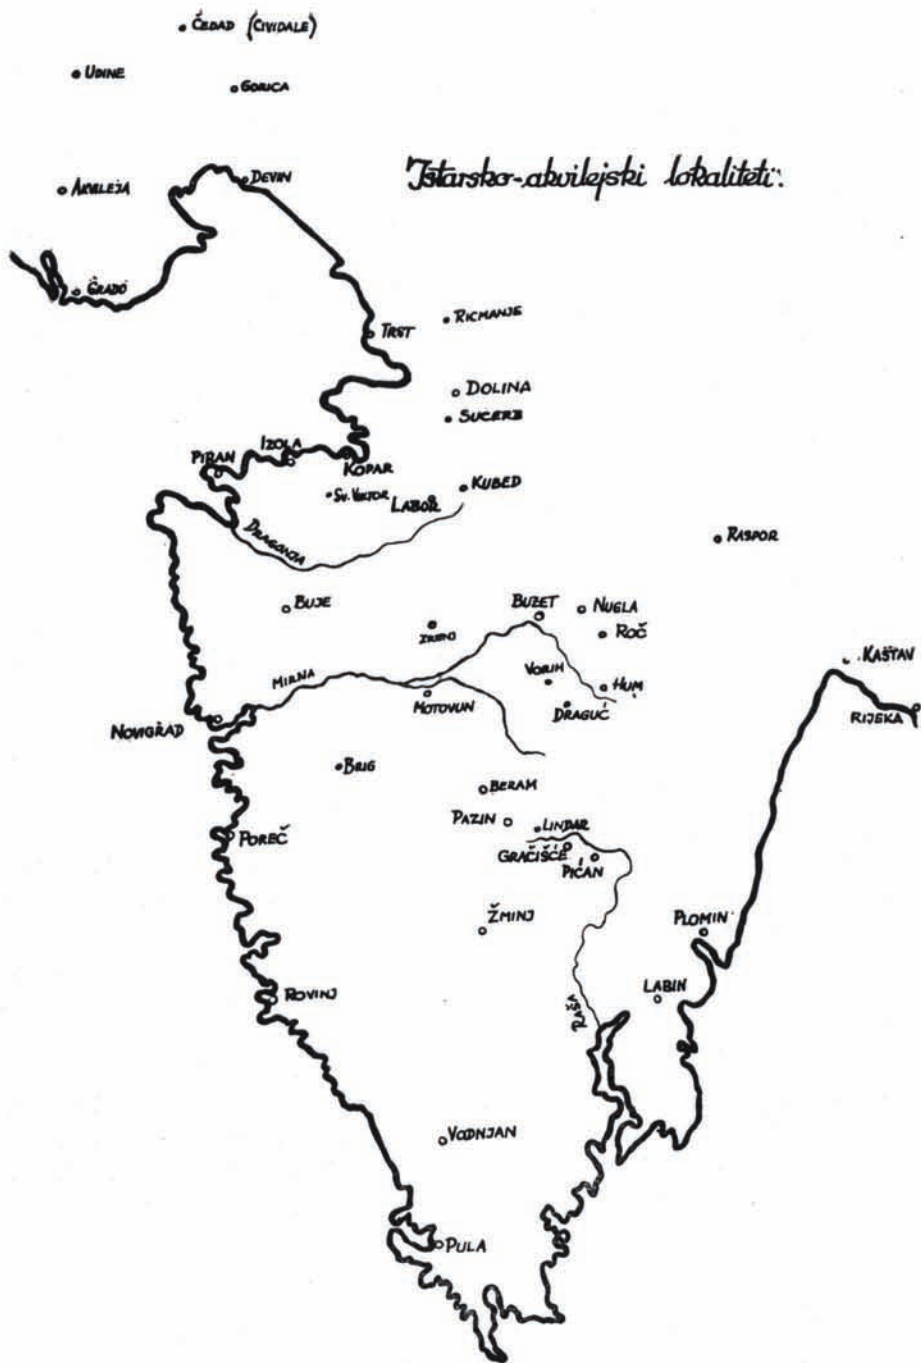 ČEDAD (CIVIDALE)
UDINE
GORICA
Istarsko-akvilejski lokaliteti:
DEVIN
AKVILEJA
GRADO
RICMANJE
TRST
DOLINA
SUĆERB
IZOLA
PIRAN
KOPAR
KUBED
SV. VIKTOR
LABOR
DRAGONJA
RASPOR
BUJE
BUZET
NUGLA
ROČ
KAŠTAV
MIRNA
VORIH
HUM
MOTOVUN
DRAGUĆ
RIJEKA
NOVIGRAD
BRIG
BERAM
PAZIN
LINDAR
POREČ
GRAČIŠĆE
PIĆAN
ŽMINJ
PLOMIN
LABIN
ROVINJ
RAŠA
VODNJAN
PULA